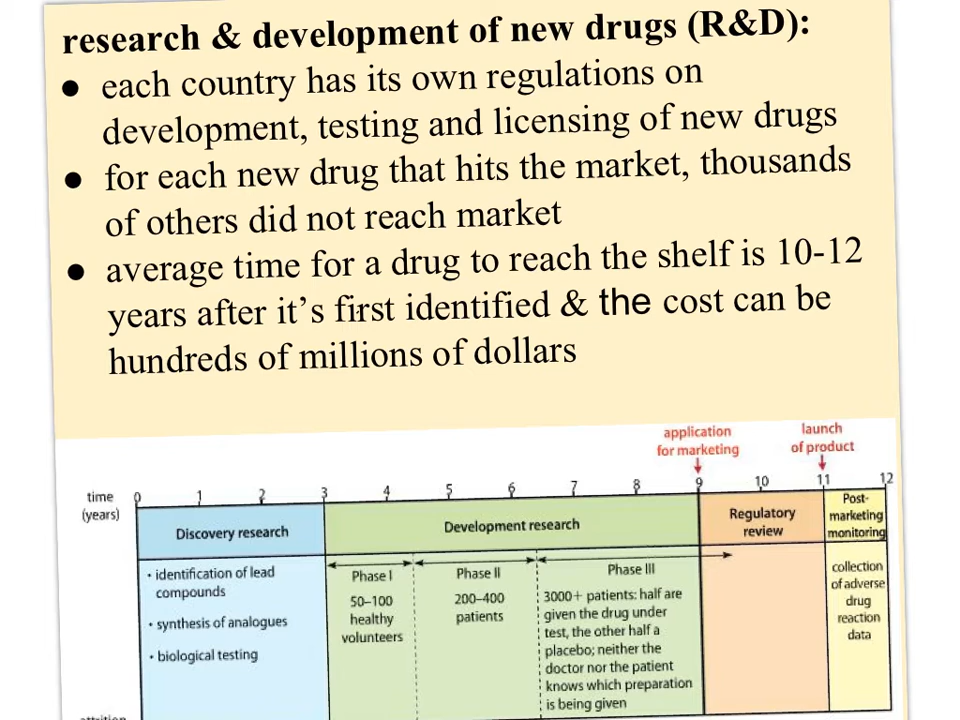 research & development of new drugs (R&D):
● each country has its own regulations on
development, testing and licensing of new drugs
● for each new drug that hits the market, thousands
of others did not reach market
● average time for a drug to reach the shelf is 10-12
years after it’s first identified & the cost can be
hundreds of millions of dollars
application
for marketing
launch
of product
time
(years)
0 1 2 3 4 5 6 7 8 9 10 11 12
Discovery research
Development research
Regulatory
review
Post-
marketing
monitoring
• identification of lead
compounds
• synthesis of analogues
• biological testing
Phase I
50–100
healthy
volunteers
Phase II
200–400
patients
Phase III
3000+ patients: half are
given the drug under
test, the other half a
placebo; neither the
doctor nor the patient
knows which preparation
is being given
collection
of adverse
drug
reaction
data